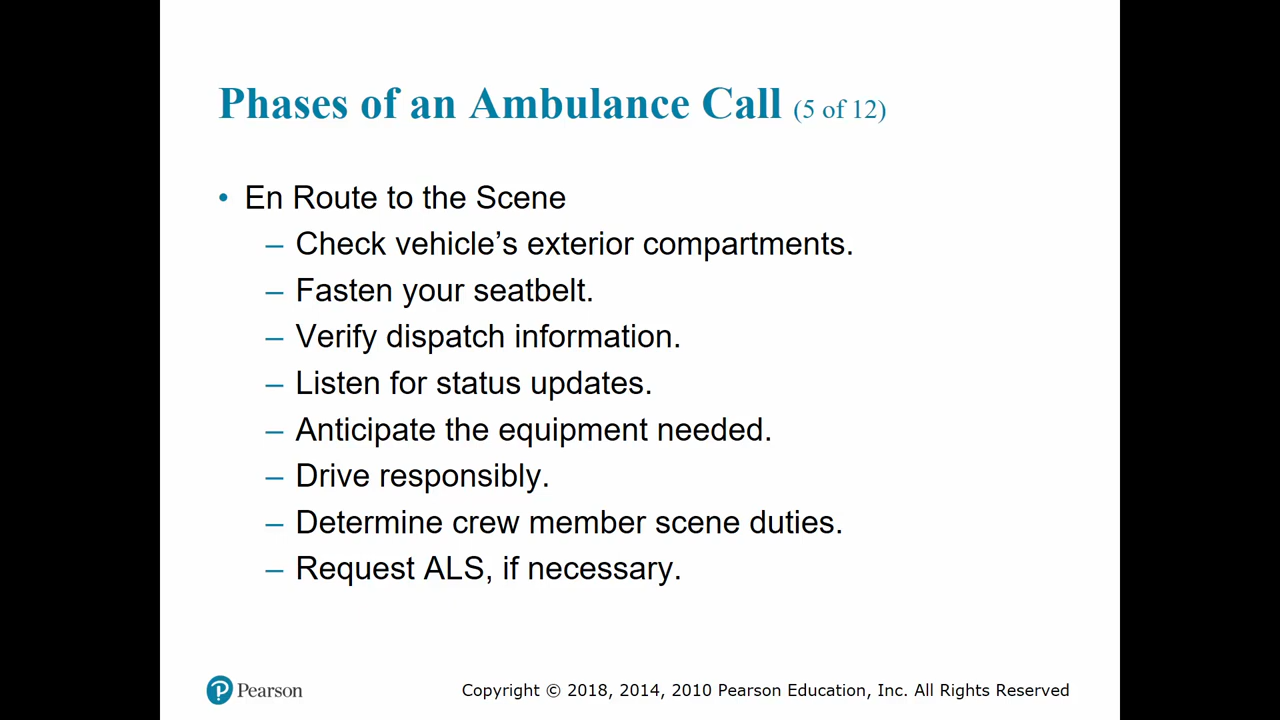 Phases of an Ambulance Call (5 of 12)
• En Route to the Scene
– Check vehicle’s exterior compartments.
– Fasten your seatbelt.
– Verify dispatch information.
– Listen for status updates.
– Anticipate the equipment needed.
– Drive responsibly.
– Determine crew member scene duties.
– Request ALS, if necessary.
P Pearson
Copyright © 2018, 2014, 2010 Pearson Education, Inc. All Rights Reserved